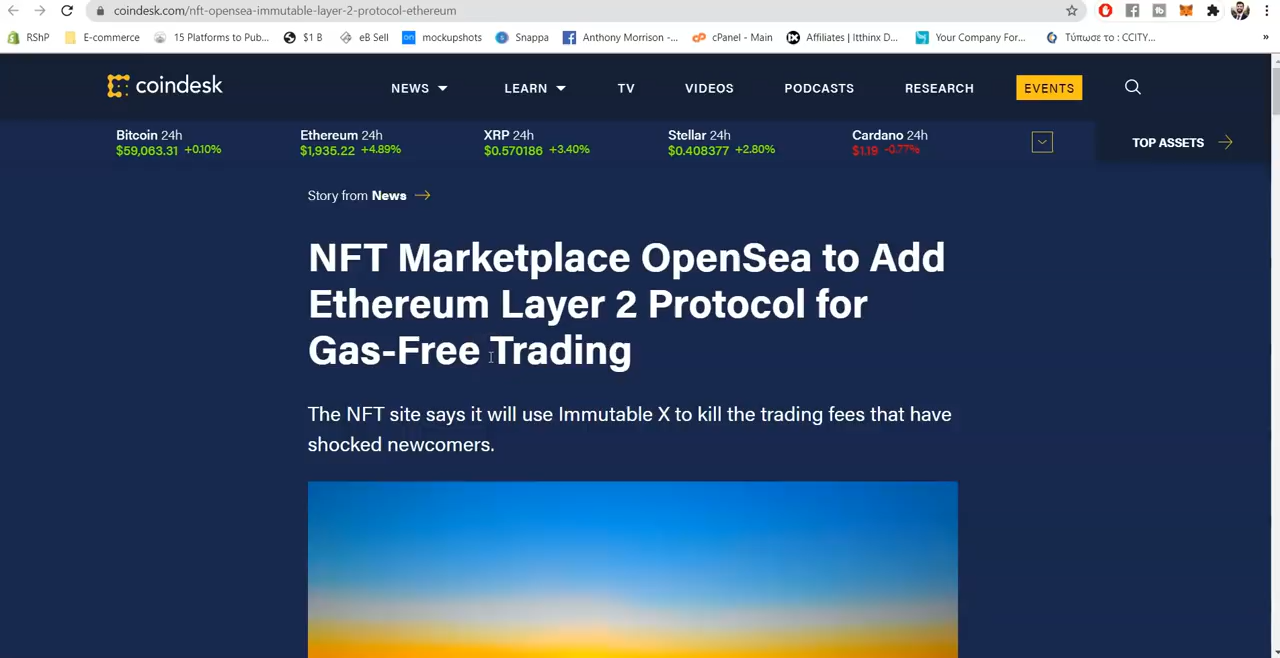 coindesk.com/nft-opensea-immutable-layer-2-protocol-ethereum
RShP E-commerce 15 Platforms to Pub... $1 B eB Sell mockupshots Snappa Anthony Morrison -... cPanel - Main Affiliates | Itthinx D... Your Company For... Τύπωσε το : CCITY... »
coindesk NEWS LEARN TV VIDEOS PODCASTS RESEARCH EVENTS
Bitcoin 24h Ethereum 24h XRP 24h Stellar 24h Cardano 24h
$59,063.31 +0.10% $1,935.22 +4.89% $0.570186 +3.40% $0.408377 +2.80% $1.19 -0.77%
TOP ASSETS
Story from News
NFT Marketplace OpenSea to Add
Ethereum Layer 2 Protocol for
Gas-Free Trading
The NFT site says it will use Immutable X to kill the trading fees that have
shocked newcomers.